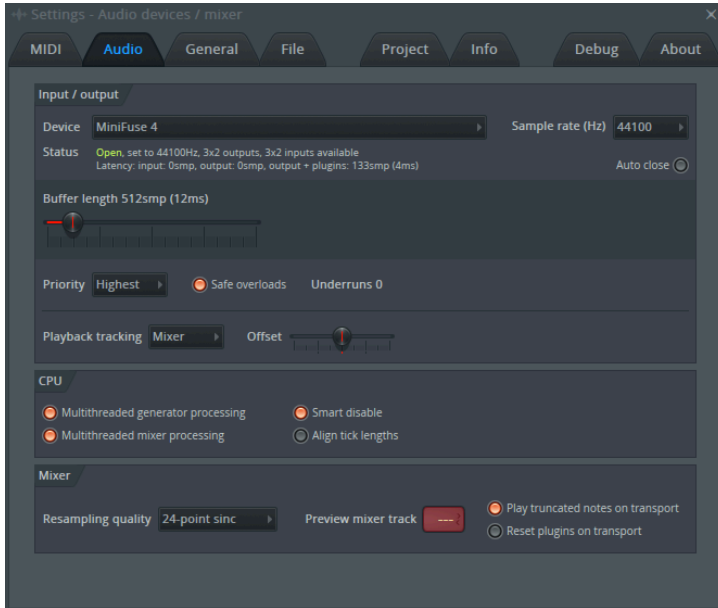 Settings - Audio devices / mixer
MIDI Audio General File Project Info Debug About
Input / output
Device MiniFuse 4 Sample rate (Hz) 44100
Status Open, set to 44100Hz, 3x2 outputs, 3x2 inputs available
Latency: input: 0smp, output: 0smp, output + plugins: 133smp (4ms)
Auto close
Buffer length 512smp (12ms)
Priority Highest Safe overloads Underruns 0
Playback tracking Mixer Offset
CPU
Multithreaded generator processing Smart disable
Multithreaded mixer processing Align tick lengths
Mixer
Resampling quality 24-point sinc Preview mixer track ---
Play truncated notes on transport
Reset plugins on transport